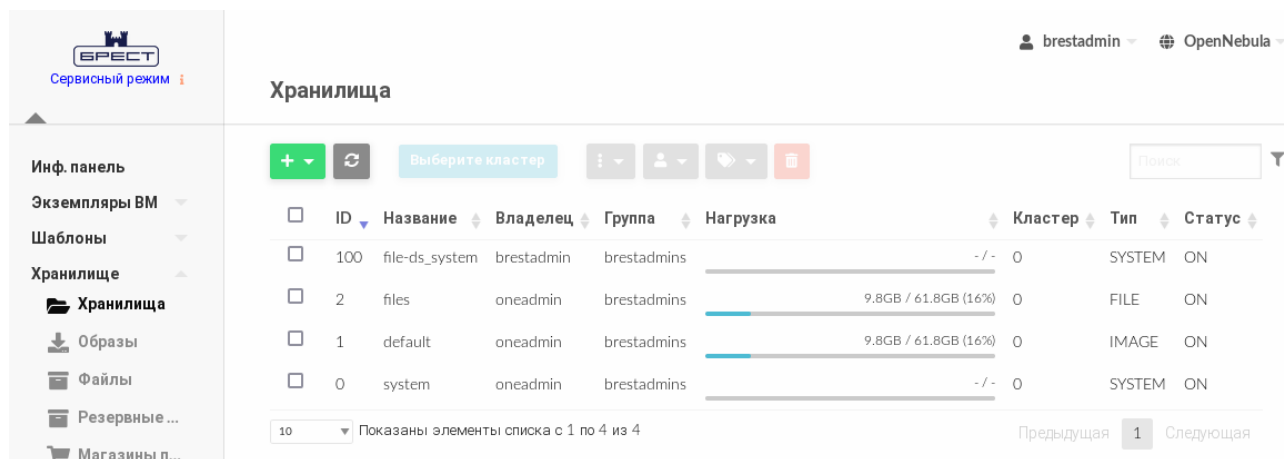 БРЕСТ
Сервисный режим i
brestadmin OpenNebula
Хранилища
Инф. панель
Экземпляры ВМ
Шаблоны
Хранилище
Хранилища
Образы
Файлы
Резервные ...
Магазины п...
+ Выберите кластер Поиск
ID Название Владелец Группа Нагрузка Кластер Тип Статус
100 file-ds_system brestadmin brestadmins - / - 0 SYSTEM ON
2 files oneadmin brestadmins 9.8GB / 61.8GB (16%) 0 FILE ON
1 default oneadmin brestadmins 9.8GB / 61.8GB (16%) 0 IMAGE ON
0 system oneadmin brestadmins - / - 0 SYSTEM ON
10 Показаны элементы списка с 1 по 4 из 4 Предыдущая 1 Следующая